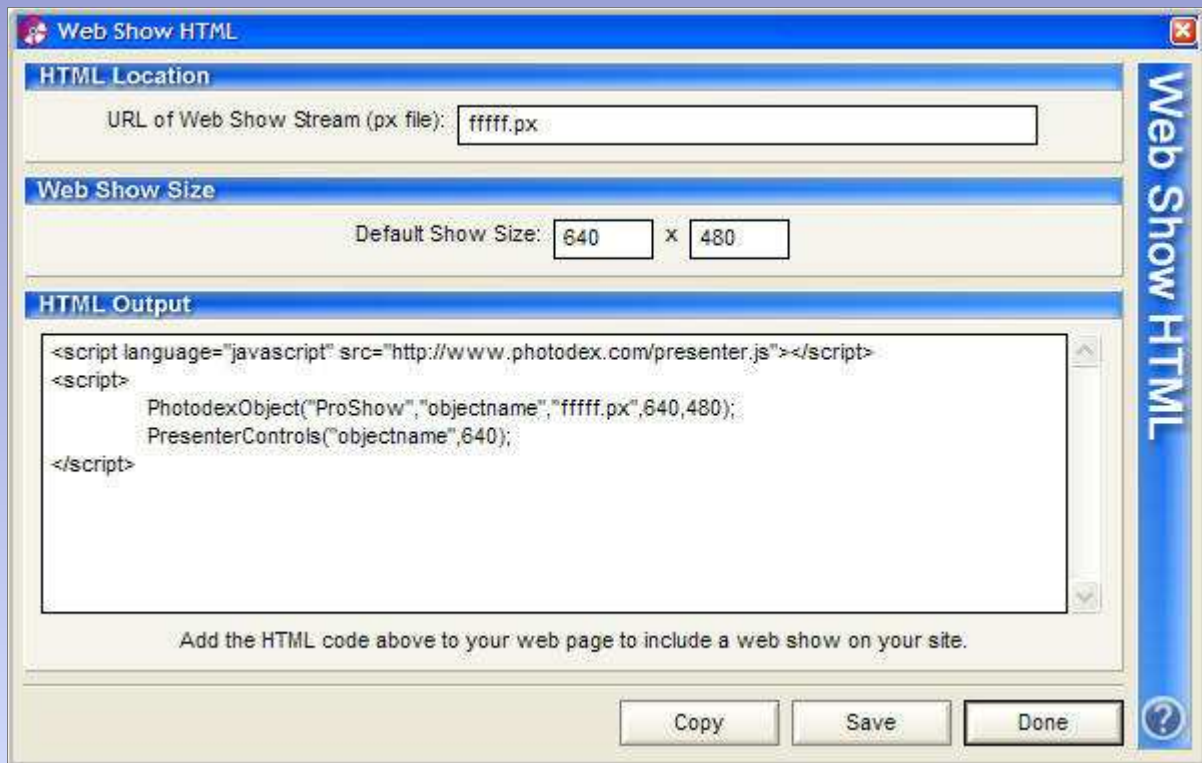 Web Show HTML
HTML Location
URL of Web Show Stream (px file): fffff.px
Web Show Size
Default Show Size: 640 x 480
HTML Output
<script language="javascript" src="http://www.photodex.com/presenter.js"></script>
<script>
PhotodexObject("ProShow","objectname","fffff.px",640,480);
PresenterControls("objectname",640);
</script>
Add the HTML code above to your web page to include a web show on your site.
Copy Save Done
Web Show HTML
?